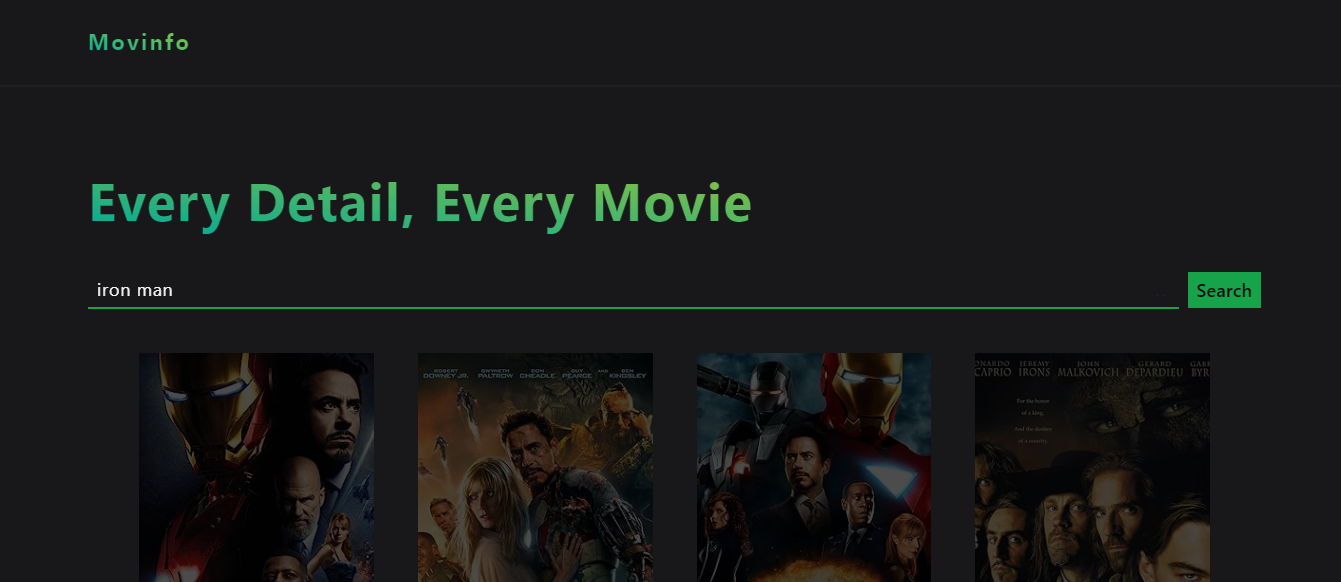 Movinfo
Every Detail, Every Movie
iron man
Search
ROBERT DOWNEY JR. GWYNETH PALTROW DON CHEADLE GUY PEARCE AND BEN KINGSLEY
ONARDO CAPRIO JEREMY IRONS JOHN MALKOVICH GERARD DEPARDIEU GAB BYR
For the honor
of a king.
And the destiny
of a country.